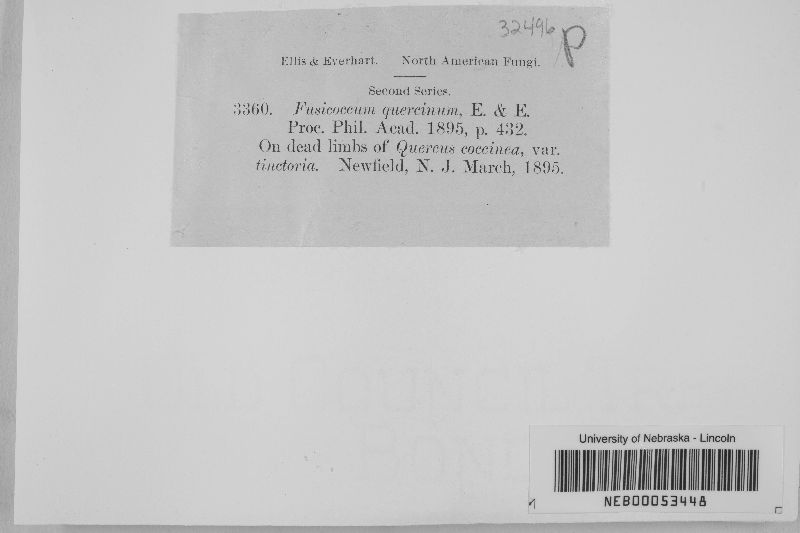 32496 P
Ellis & Everhart. North American Fungi.
Second Series.
3360. Fusicoccum quercinum, E. & E.
Proc. Phil. Acad. 1895, p. 432.
On dead limbs of Quercus coccinea, var.
tinctoria. Newfield, N. J. March, 1895.
University of Nebraska - Lincoln
NEB00053448